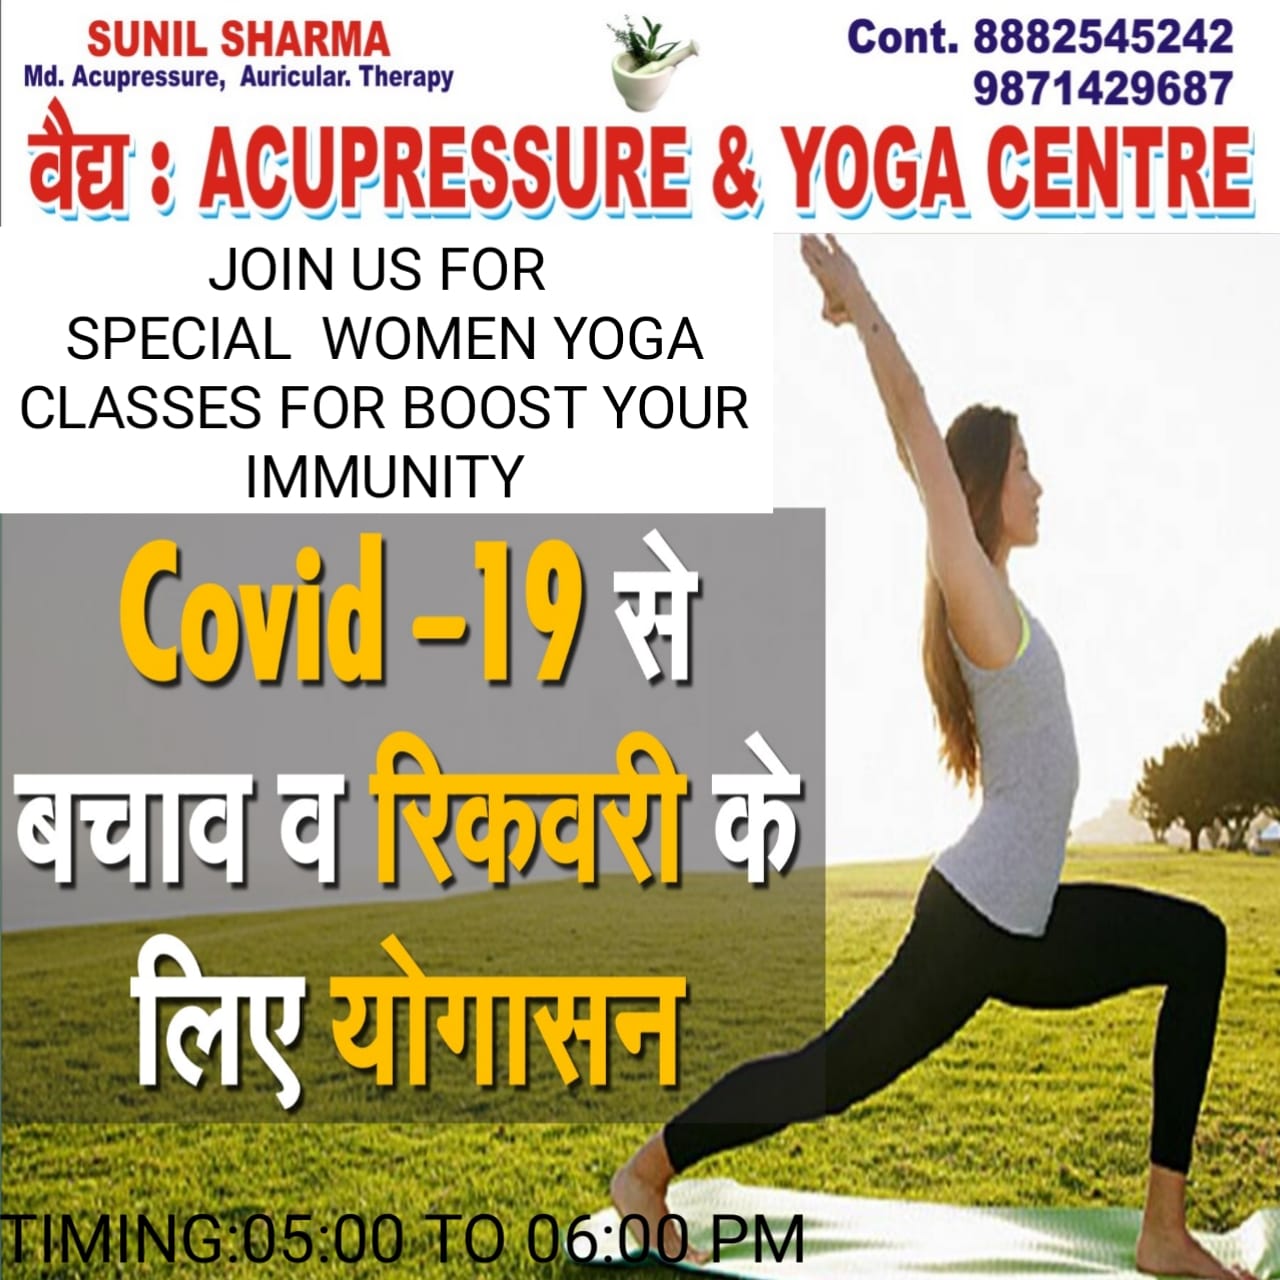 SUNIL SHARMA
Md. Acupressure, Auricular. Therapy
Cont. 8882545242
9871429687
वैद्य : ACUPRESSURE & YOGA CENTRE
JOIN US FOR
SPECIAL WOMEN YOGA
CLASSES FOR BOOST YOUR
IMMUNITY
Covid -19 से
बचाव व रिकवरी के
लिए योगासन
TIMING:05:00 TO 06:00 PM